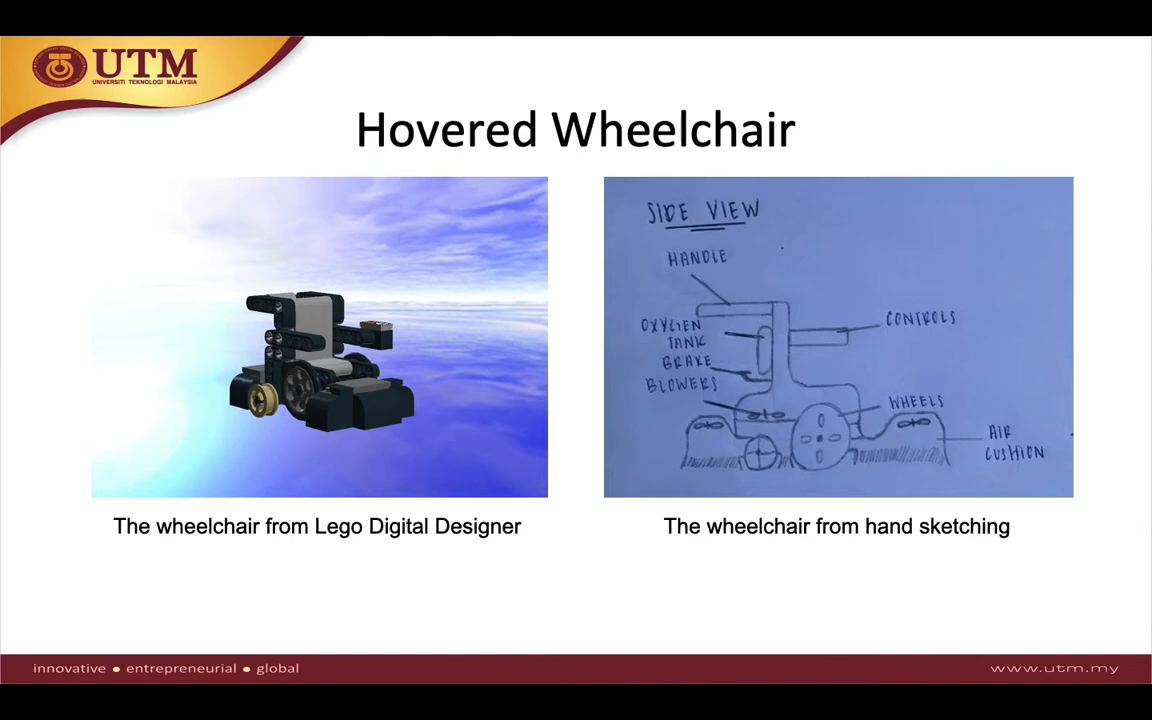 UTM
UNIVERSITI TEKNOLOGI MALAYSIA
Hovered Wheelchair
SIDE VIEW
HANDLE
OXYGEN
TANK
BRAKE
BLOWERS
CONTROLS
WHEELS
AIR
CUSHION
The wheelchair from Lego Digital Designer
The wheelchair from hand sketching
innovative ● entrepreneurial ● global
www.utm.my